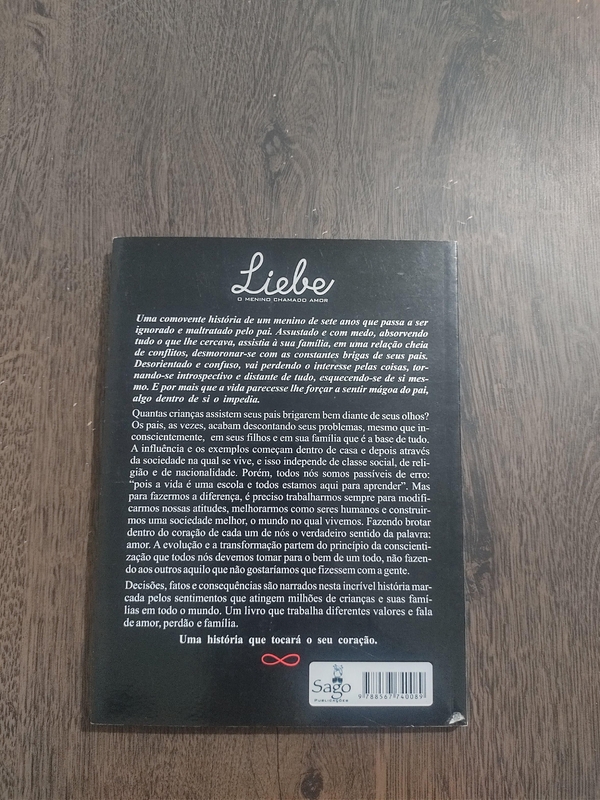 Liebe
O MENINO CHAMADO AMOR
Uma comovente história de um menino de sete anos que passa a ser
ignorado e maltratado pelo pai. Assustado e com medo, absorvendo
tudo o que lhe cercava, assistia à sua família, em uma relação cheia
de conflitos, desmoronar-se com as constantes brigas de seus pais.
Desorientado e confuso, vai perdendo o interesse pelas coisas, tor-
nando-se introspectivo e distante de tudo, esquecendo-se de si mes-
mo. E por mais que a vida parecesse lhe forçar a sentir mágoa do pai,
algo dentro de si o impedia.
Quantas crianças assistem seus pais brigarem bem diante de seus olhos?
Os pais, as vezes, acabam descontando seus problemas, mesmo que in-
conscientemente, em seus filhos e em sua família que é a base de tudo.
A influência e os exemplos começam dentro de casa e depois através
da sociedade na qual se vive, e isso independe de classe social, de reli-
gião e de nacionalidade. Porém, todos nós somos passíveis de erro:
“pois a vida é uma escola e todos estamos aqui para aprender”. Mas
para fazermos a diferença, é preciso trabalharmos sempre para modifi-
carmos nossas atitudes, melhorarmos como seres humanos e construir-
mos uma sociedade melhor, o mundo no qual vivemos. Fazendo brotar
dentro do coração de cada um de nós o verdadeiro sentido da palavra:
amor. A evolução e a transformação partem do princípio da conscienti-
zação que todos nós devemos tomar para o bem de um todo, não fazen-
do aos outros aquilo que não gostaríamos que fizessem com a gente.
Decisões, fatos e consequências são narrados nesta incrível história mar-
cada pelos sentimentos que atingem milhões de crianças e suas famí-
lias em todo o mundo. Um livro que trabalha diferentes valores e fala
de amor, perdão e família.
Uma história que tocará o seu coração.
Sago
PUBLICAÇÕES
9 788567 740089